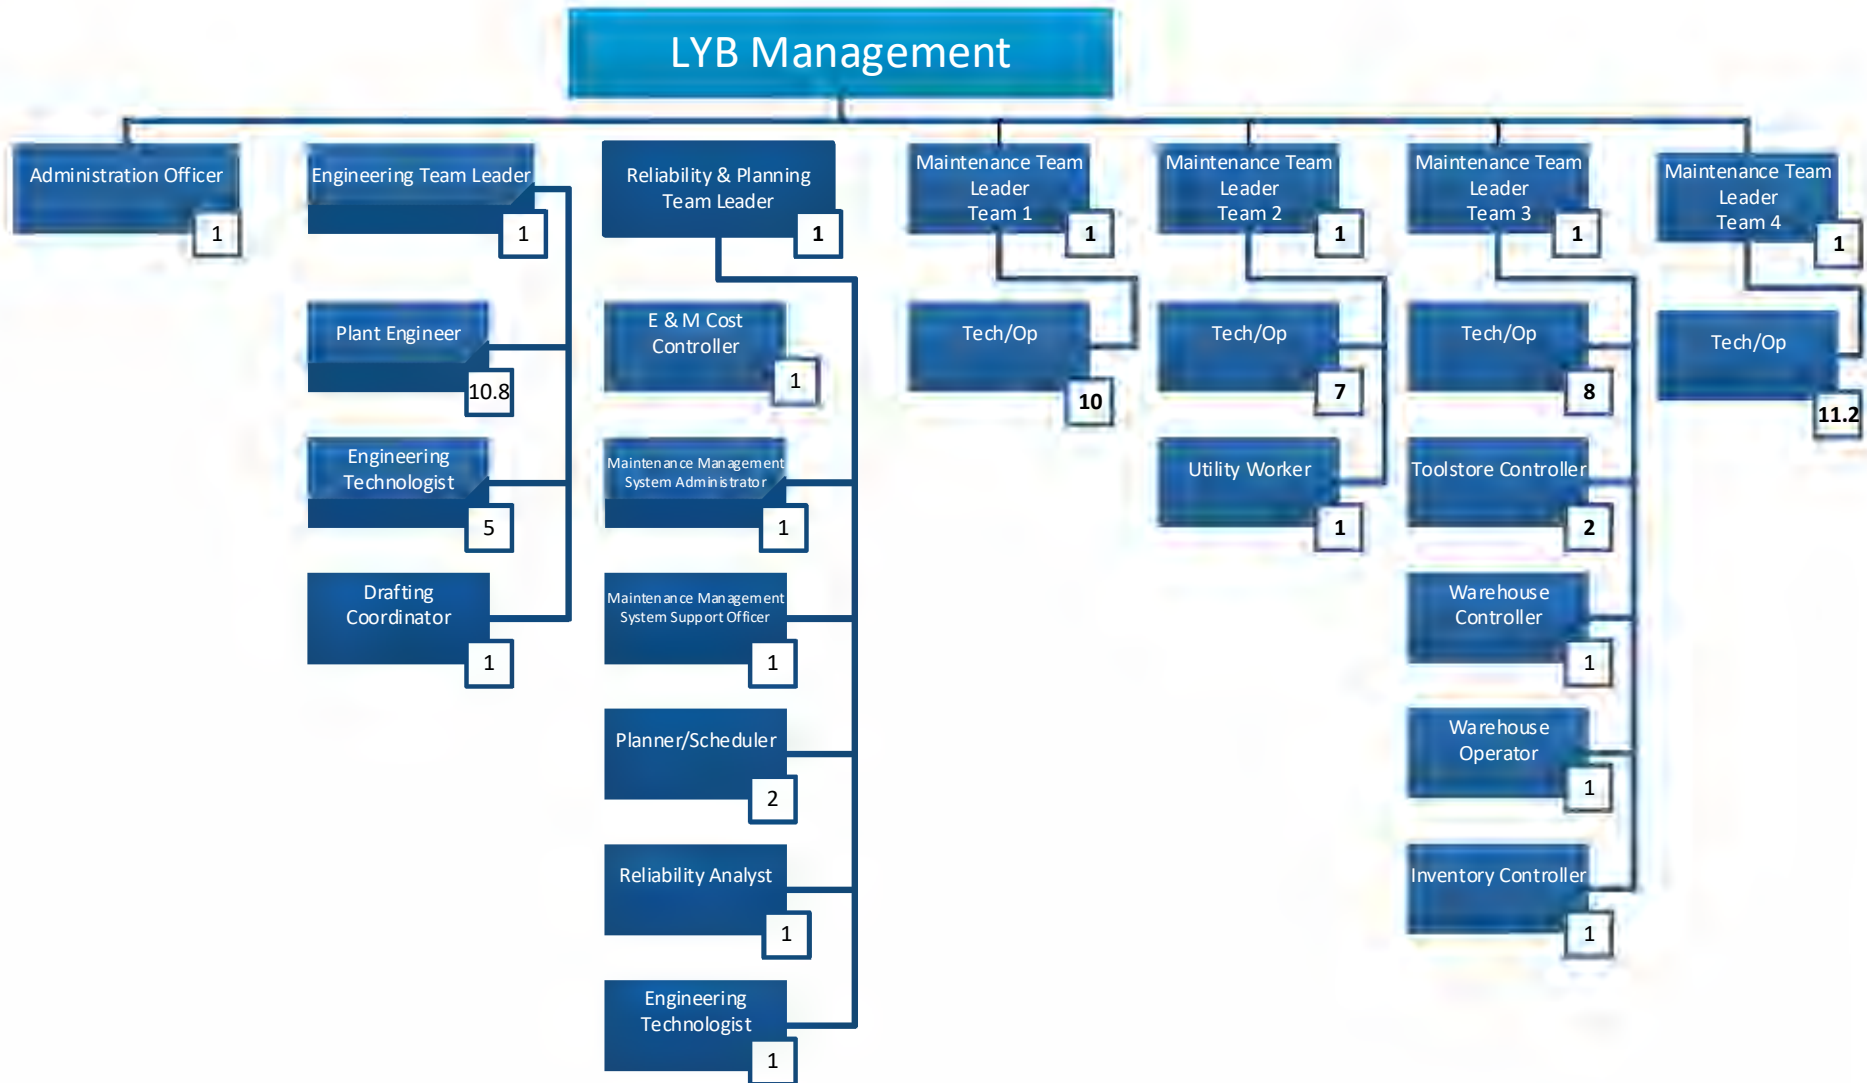 LYB Management
Administration Officer
1
Engineering Team Leader
1
Plant Engineer
10.8
Engineering
Technologist
5
Drafting
Coordinator
1
Reliability & Planning
Team Leader
1
E & M Cost
Controller
1
Maintenance Management
System Administrator
1
Maintenance Management
System Support Officer
1
Planner/Scheduler
2
Reliability Analyst
1
Engineering
Technologist
1
Maintenance Team
Leader
Team 1
1
Tech/Op
10
Maintenance Team
Leader
Team 2
1
Tech/Op
7
Utility Worker
1
Maintenance Team
Leader
Team 3
1
Tech/Op
8
Toolstore Controller
2
Warehouse
Controller
1
Warehouse
Operator
1
Inventory Controller
1
Maintenance Team
Leader
Team 4
1
Tech/Op
11.2